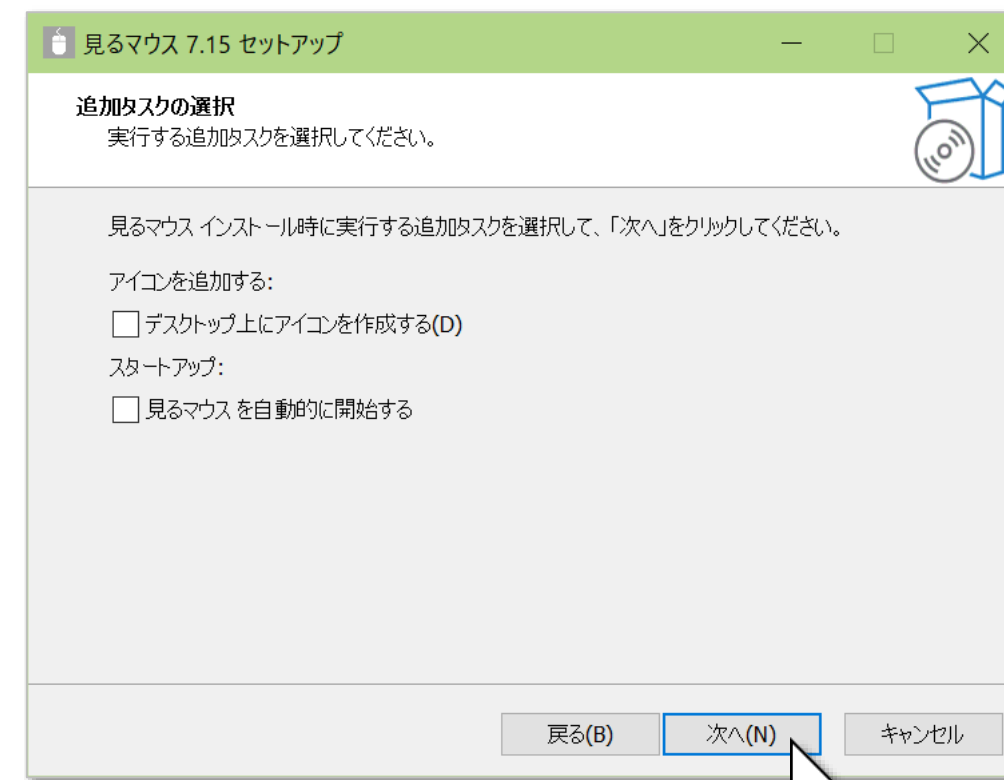 見るマウス 7.15 セットアップ
追加タスクの選択
実行する追加タスクを選択してください。
見るマウス インストール時に実行する追加タスクを選択して、「次へ」をクリックしてください。
アイコンを追加する:
デスクトップ上にアイコンを作成する(D)
スタートアップ:
見るマウス を自動的に開始する
戻る(B) 次へ(N) キャンセル